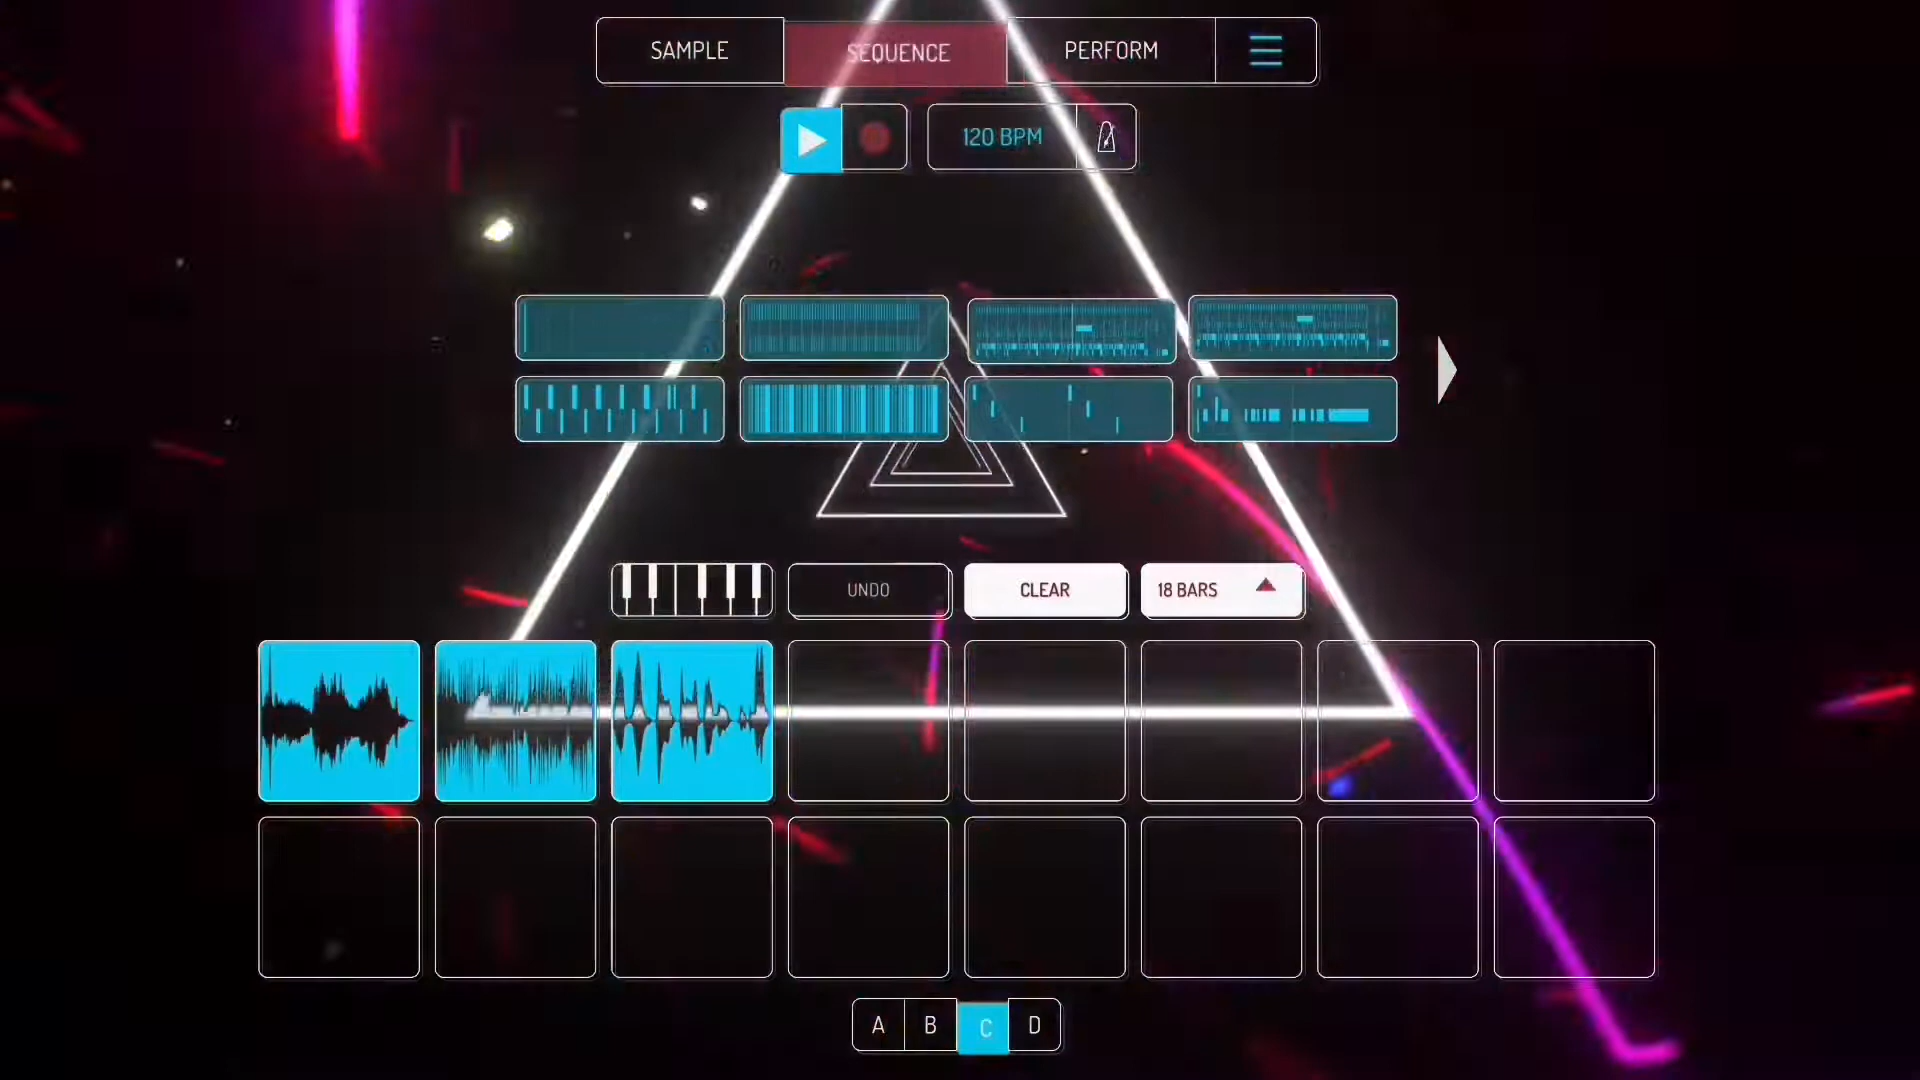 SAMPLE
SEQUENCE
PERFORM
120 BPM
UNDO
CLEAR
18 BARS
A
B
C
D